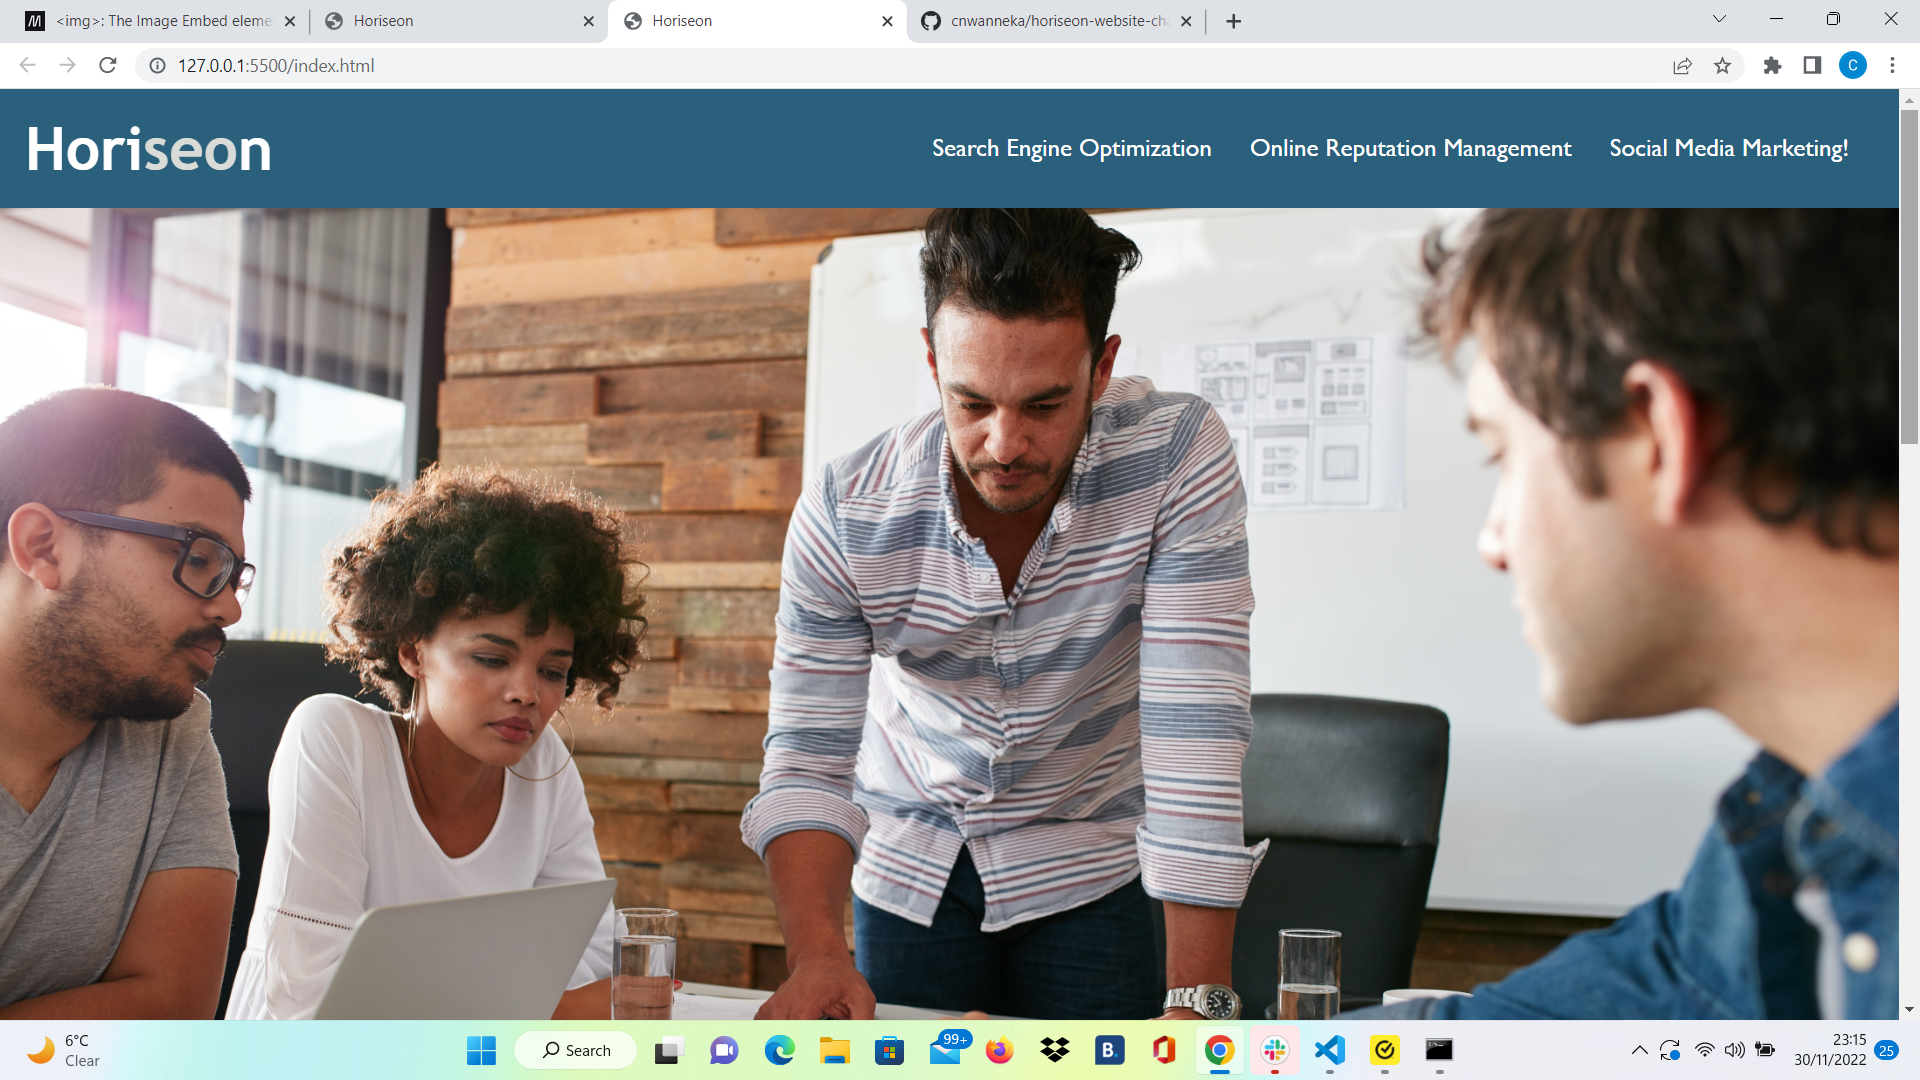 <img>: The Image Embed eleme
Horiseon
Horiseon
cnwanneka/horiseon-website-cha
127.0.0.1:5500/index.html
C
Horiseon
Search Engine Optimization
Online Reputation Management
Social Media Marketing!
6°C
Clear
Search
99+
B.
23:15
30/11/2022
25